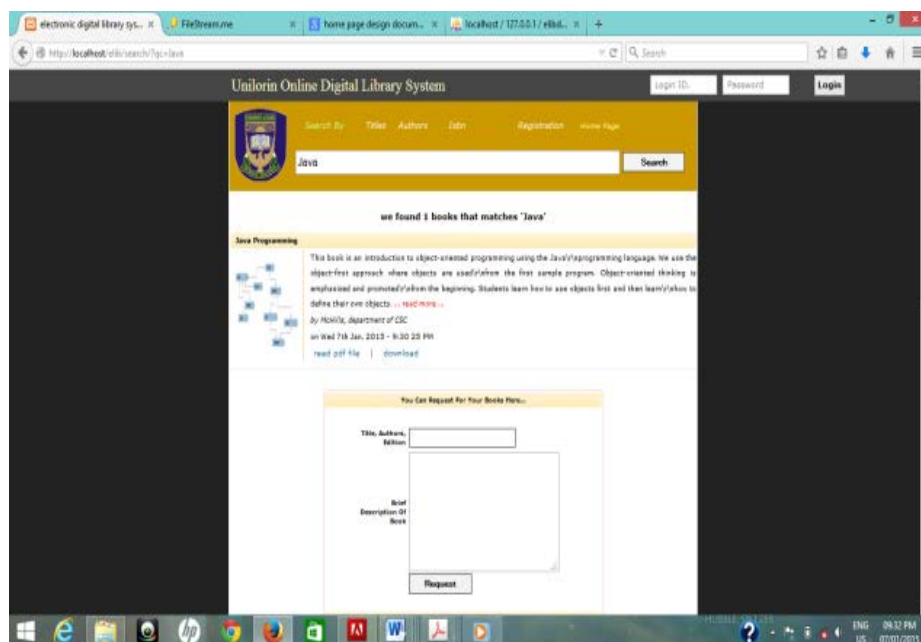 electronic digital library sys...
FileStream.me
home page design docum...
localhost / 127.0.0.1 / elibd...
http://localhost/elib/search/?q=Java
Search
Unilorin Online Digital Library System
Login ID.
Password
Login
Search By Titles Authors Isbn Registration Home Page
Java
Search
we found 1 books that matches 'Java'
Java Programming
This book is an introduction to object-oriented programming using the Java\r\nprogramming language. We use the
object-first approach where objects are used\r\nfrom the first sample program. Object-oriented thinking is
emphasized and promoted\r\nfrom the beginning. Students learn how to use objects first and then learn\r\nhow to
define their own objects. ... read more ...
by McHills, department of CSC
on Wed 7th Jan, 2015 - 9:30 25 PM
read pdf file | download
You Can Request For Your Books Here...
Title, Authors,
Edition
Brief
Description Of
Book
Request
ENG
US
09:32 PM
07/01/2015